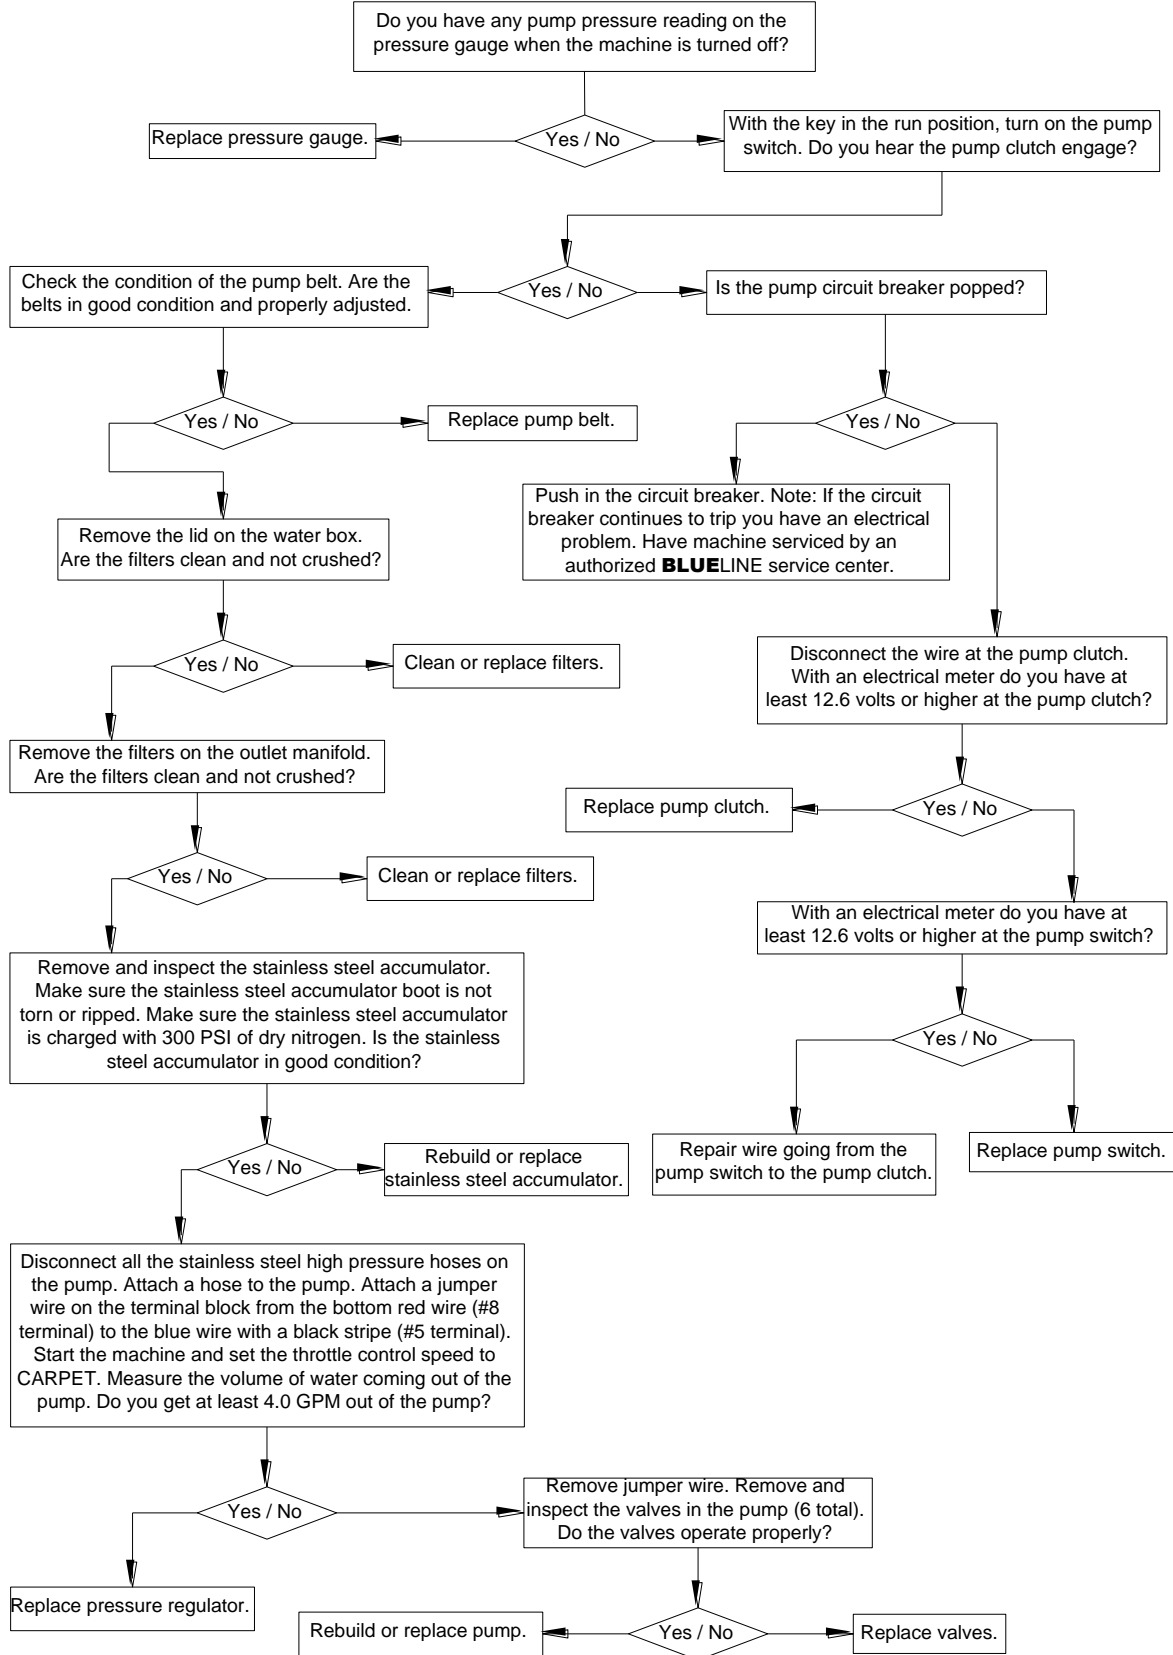 Do you have any pump pressure reading on the
pressure gauge when the machine is turned off?
Replace pressure gauge.
Yes / No
With the key in the run position, turn on the pump
switch. Do you hear the pump clutch engage?
Check the condition of the pump belt. Are the
belts in good condition and properly adjusted.
Yes / No
Is the pump circuit breaker popped?
Yes / No
Replace pump belt.
Yes / No
Push in the circuit breaker. Note: If the circuit
breaker continues to trip you have an electrical
problem. Have machine serviced by an
authorized BLUELINE service center.
Remove the lid on the water box.
Are the filters clean and not crushed?
Yes / No
Clean or replace filters.
Disconnect the wire at the pump clutch.
With an electrical meter do you have at
least 12.6 volts or higher at the pump clutch?
Remove the filters on the outlet manifold.
Are the filters clean and not crushed?
Replace pump clutch.
Yes / No
Yes / No
Clean or replace filters.
With an electrical meter do you have at
least 12.6 volts or higher at the pump switch?
Remove and inspect the stainless steel accumulator.
Make sure the stainless steel accumulator boot is not
torn or ripped. Make sure the stainless steel accumulator
is charged with 300 PSI of dry nitrogen. Is the stainless
steel accumulator in good condition?
Yes / No
Repair wire going from the
pump switch to the pump clutch.
Replace pump switch.
Yes / No
Rebuild or replace
stainless steel accumulator.
Disconnect all the stainless steel high pressure hoses on
the pump. Attach a hose to the pump. Attach a jumper
wire on the terminal block from the bottom red wire (#8
terminal) to the blue wire with a black stripe (#5 terminal).
Start the machine and set the throttle control speed to
CARPET. Measure the volume of water coming out of the
pump. Do you get at least 4.0 GPM out of the pump?
Yes / No
Remove jumper wire. Remove and
inspect the valves in the pump (6 total).
Do the valves operate properly?
Replace pressure regulator.
Rebuild or replace pump.
Yes / No
Replace valves.